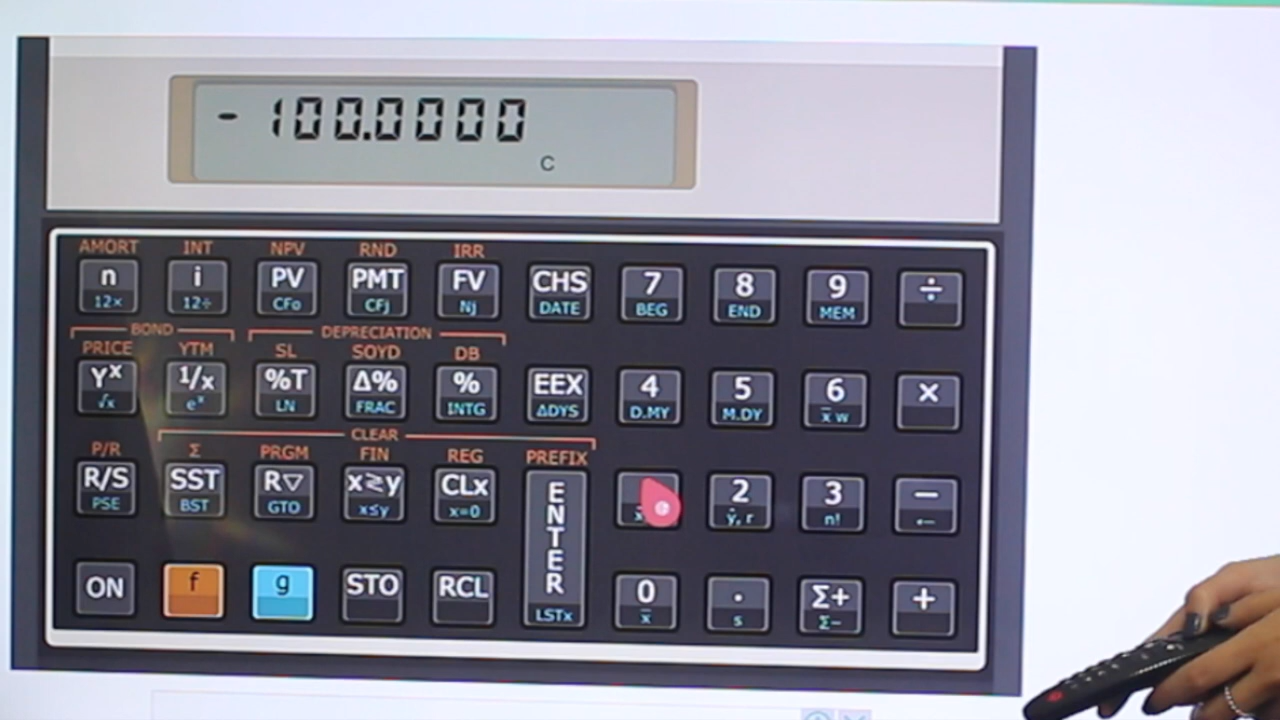 - 100.0000
C
AMORT INT NPV RND IRR
n i PV PMT FV CHS 7 8 9 ÷
12× 12÷ CFo CFj Nj DATE BEG END MEM
BOND DEPRECIATION
PRICE YTM SL SOYD DB
Yˣ 1/x %T Δ% % EEX 4 5 6 ×
√x eˣ LN FRAC INTG ΔDYS D.MY M.DY x̄ w
CLEAR
P/R Σ PRGM FIN REG PREFIX
R/S SST R▽ x≷y CLx ENTER 2 3 −
PSE BST GTO x≤y x=0 ŷ, r n! ←
ON f g STO RCL 0 . Σ+ +
LSTx x̄ s Σ−